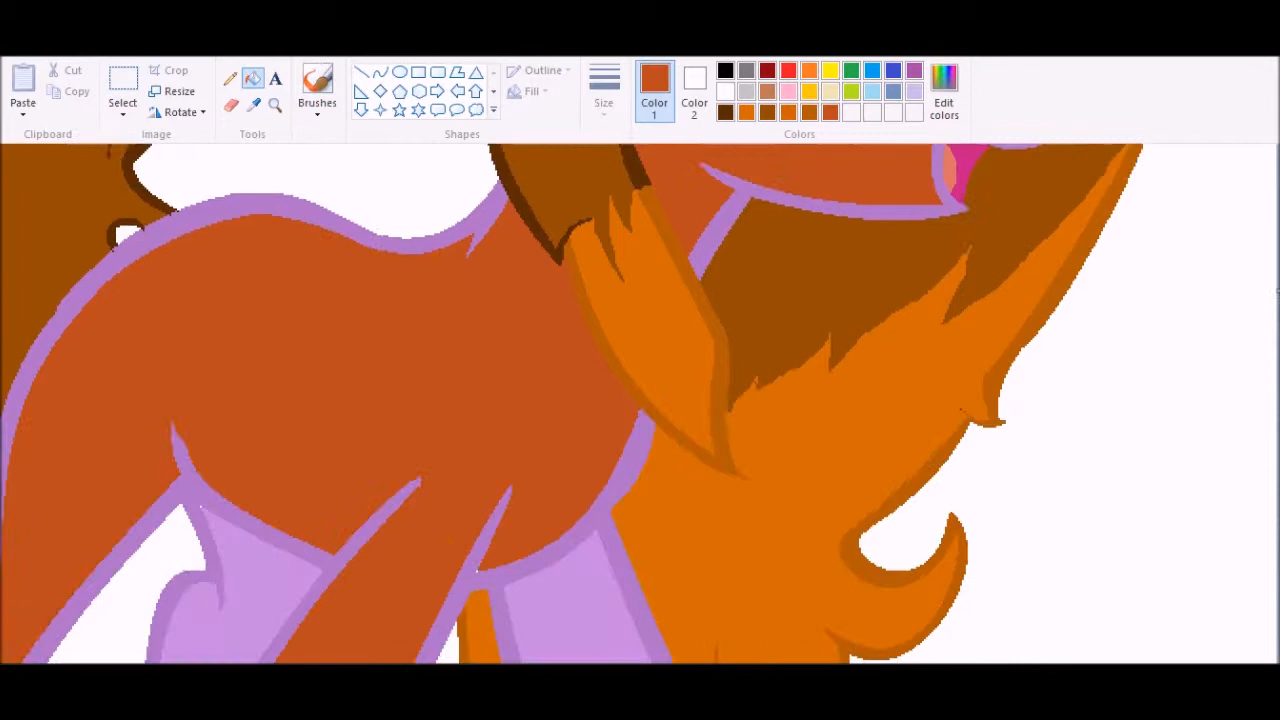 Paste
Clipboard
Cut
Copy
Select
Crop
Resize
Rotate
Image
A
Tools
Brushes
Shapes
Outline
Fill
Size
Color
1
Color
2
Edit
colors
Colors